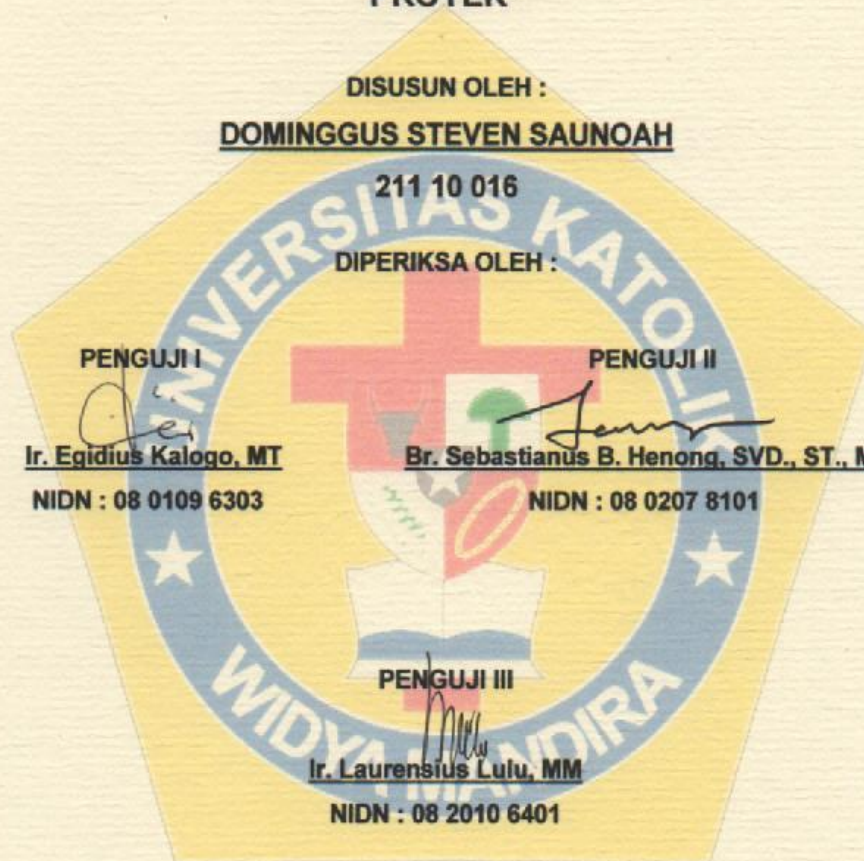 DISUSUN OLEH :
DOMINGGUS STEVEN SAUNOAH
211 10 016
DIPERIKSA OLEH :
PENGUJI I
PENGUJI II
Ir. Egidius Kalogo, MT
Br. Sebastianus B. Henong, SVD., ST., M
NIDN : 08 0109 6303
NIDN : 08 0207 8101
PENGUJI III
Ir. Laurensius Lulu, MM
NIDN : 08 2010 6401
UNIVERSITAS KATOLIK
WIDYA MANDIRA